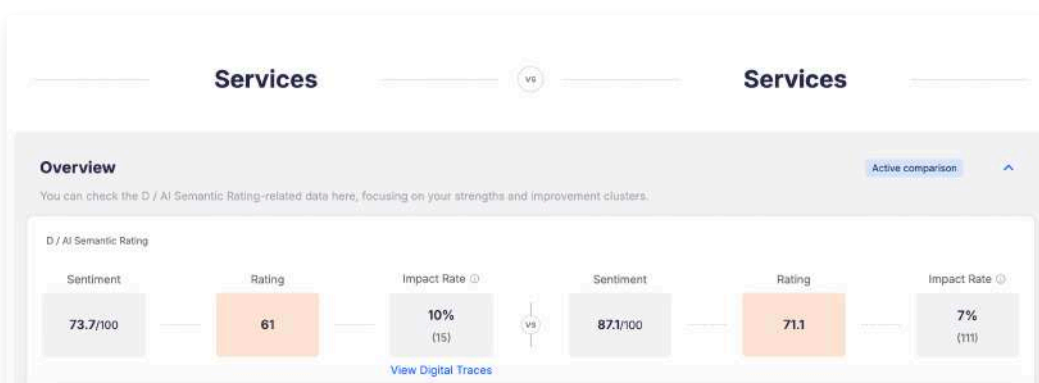 Services vs Services
Overview Active comparison
You can check the D / AI Semantic Rating-related data here, focusing on your strengths and improvement clusters.
D / AI Semantic Rating
Sentiment Rating Impact Rate Sentiment Rating Impact Rate
73.7/100 61 10% vs 87.1/100 71.1 7%
(15) (111)
View Digital Traces